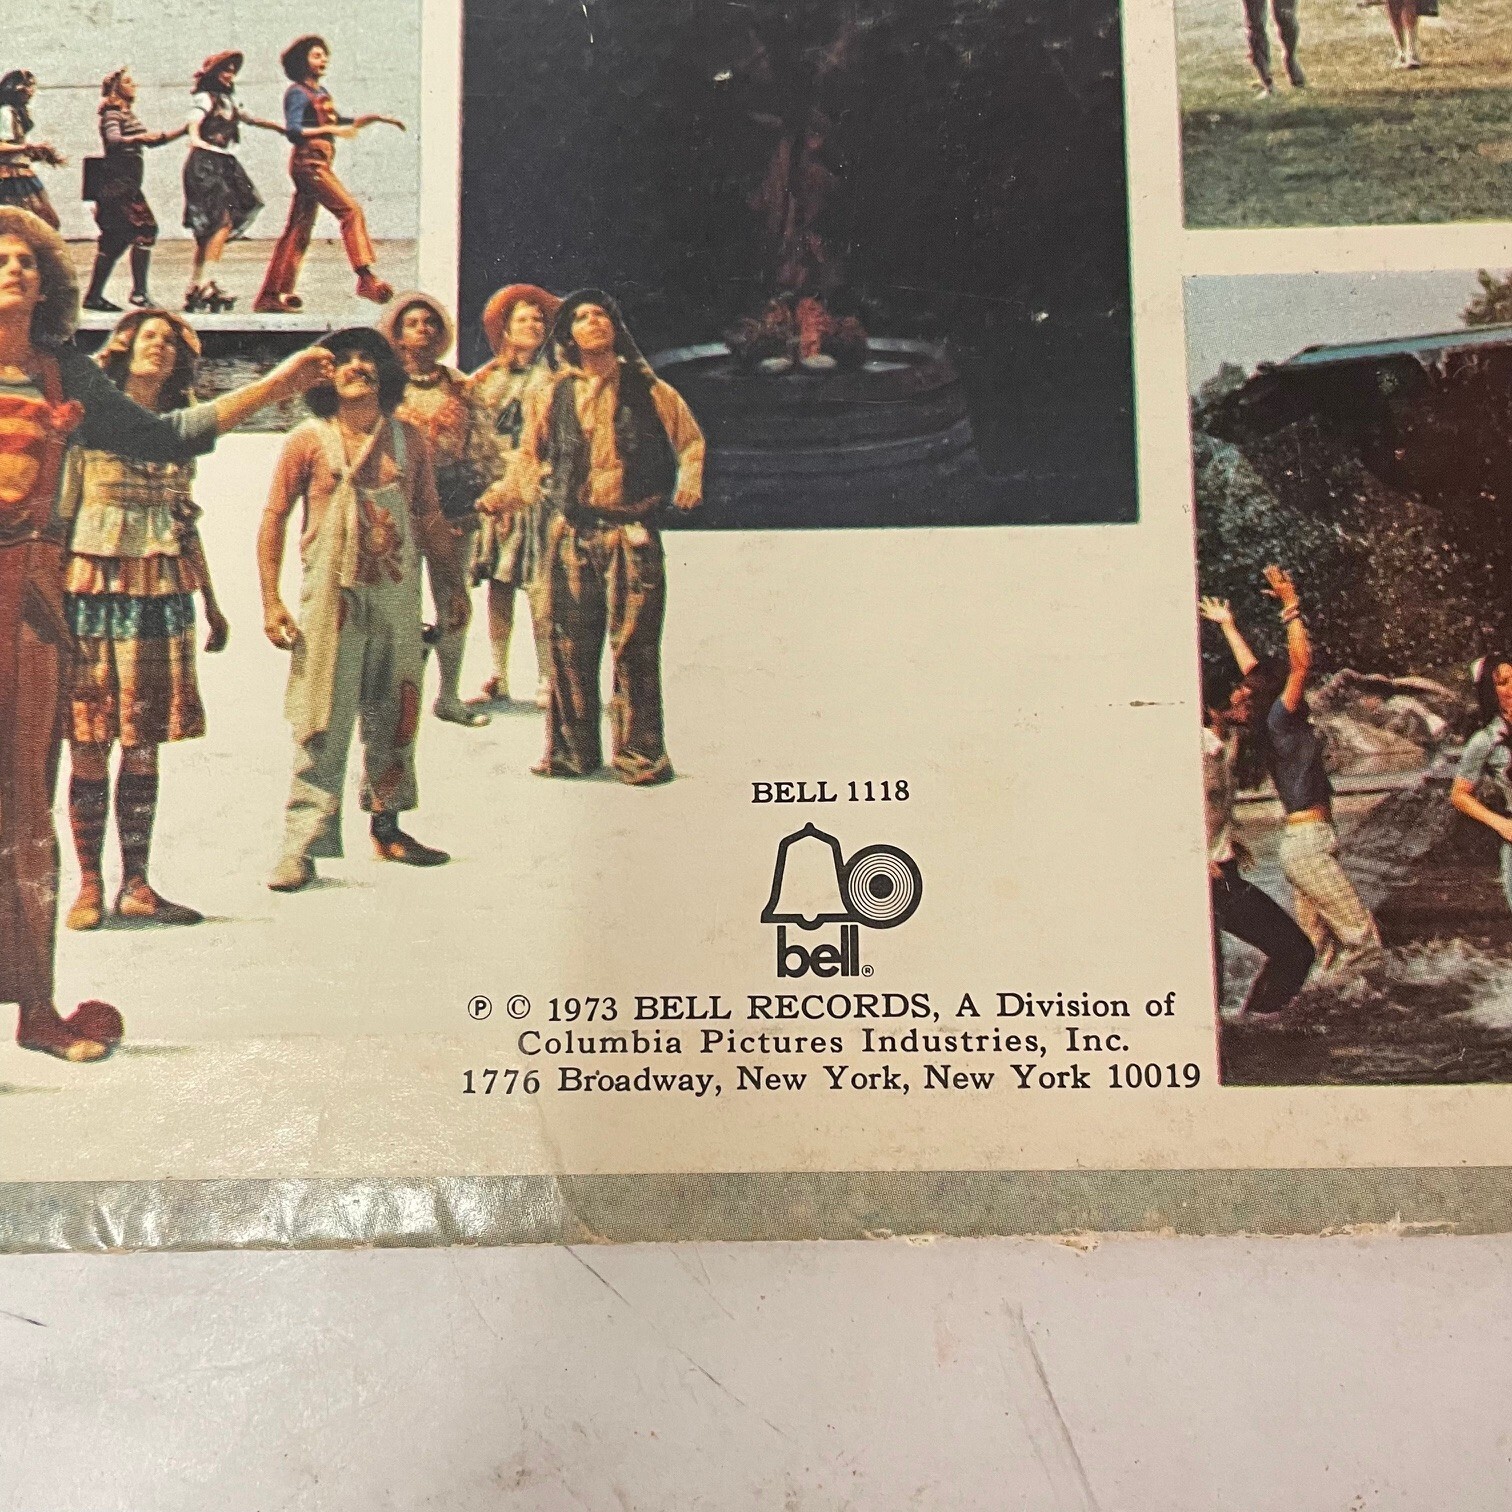 BELL 1118
bell®
℗ © 1973 BELL RECORDS, A Division of
Columbia Pictures Industries, Inc.
1776 Broadway, New York, New York 10019